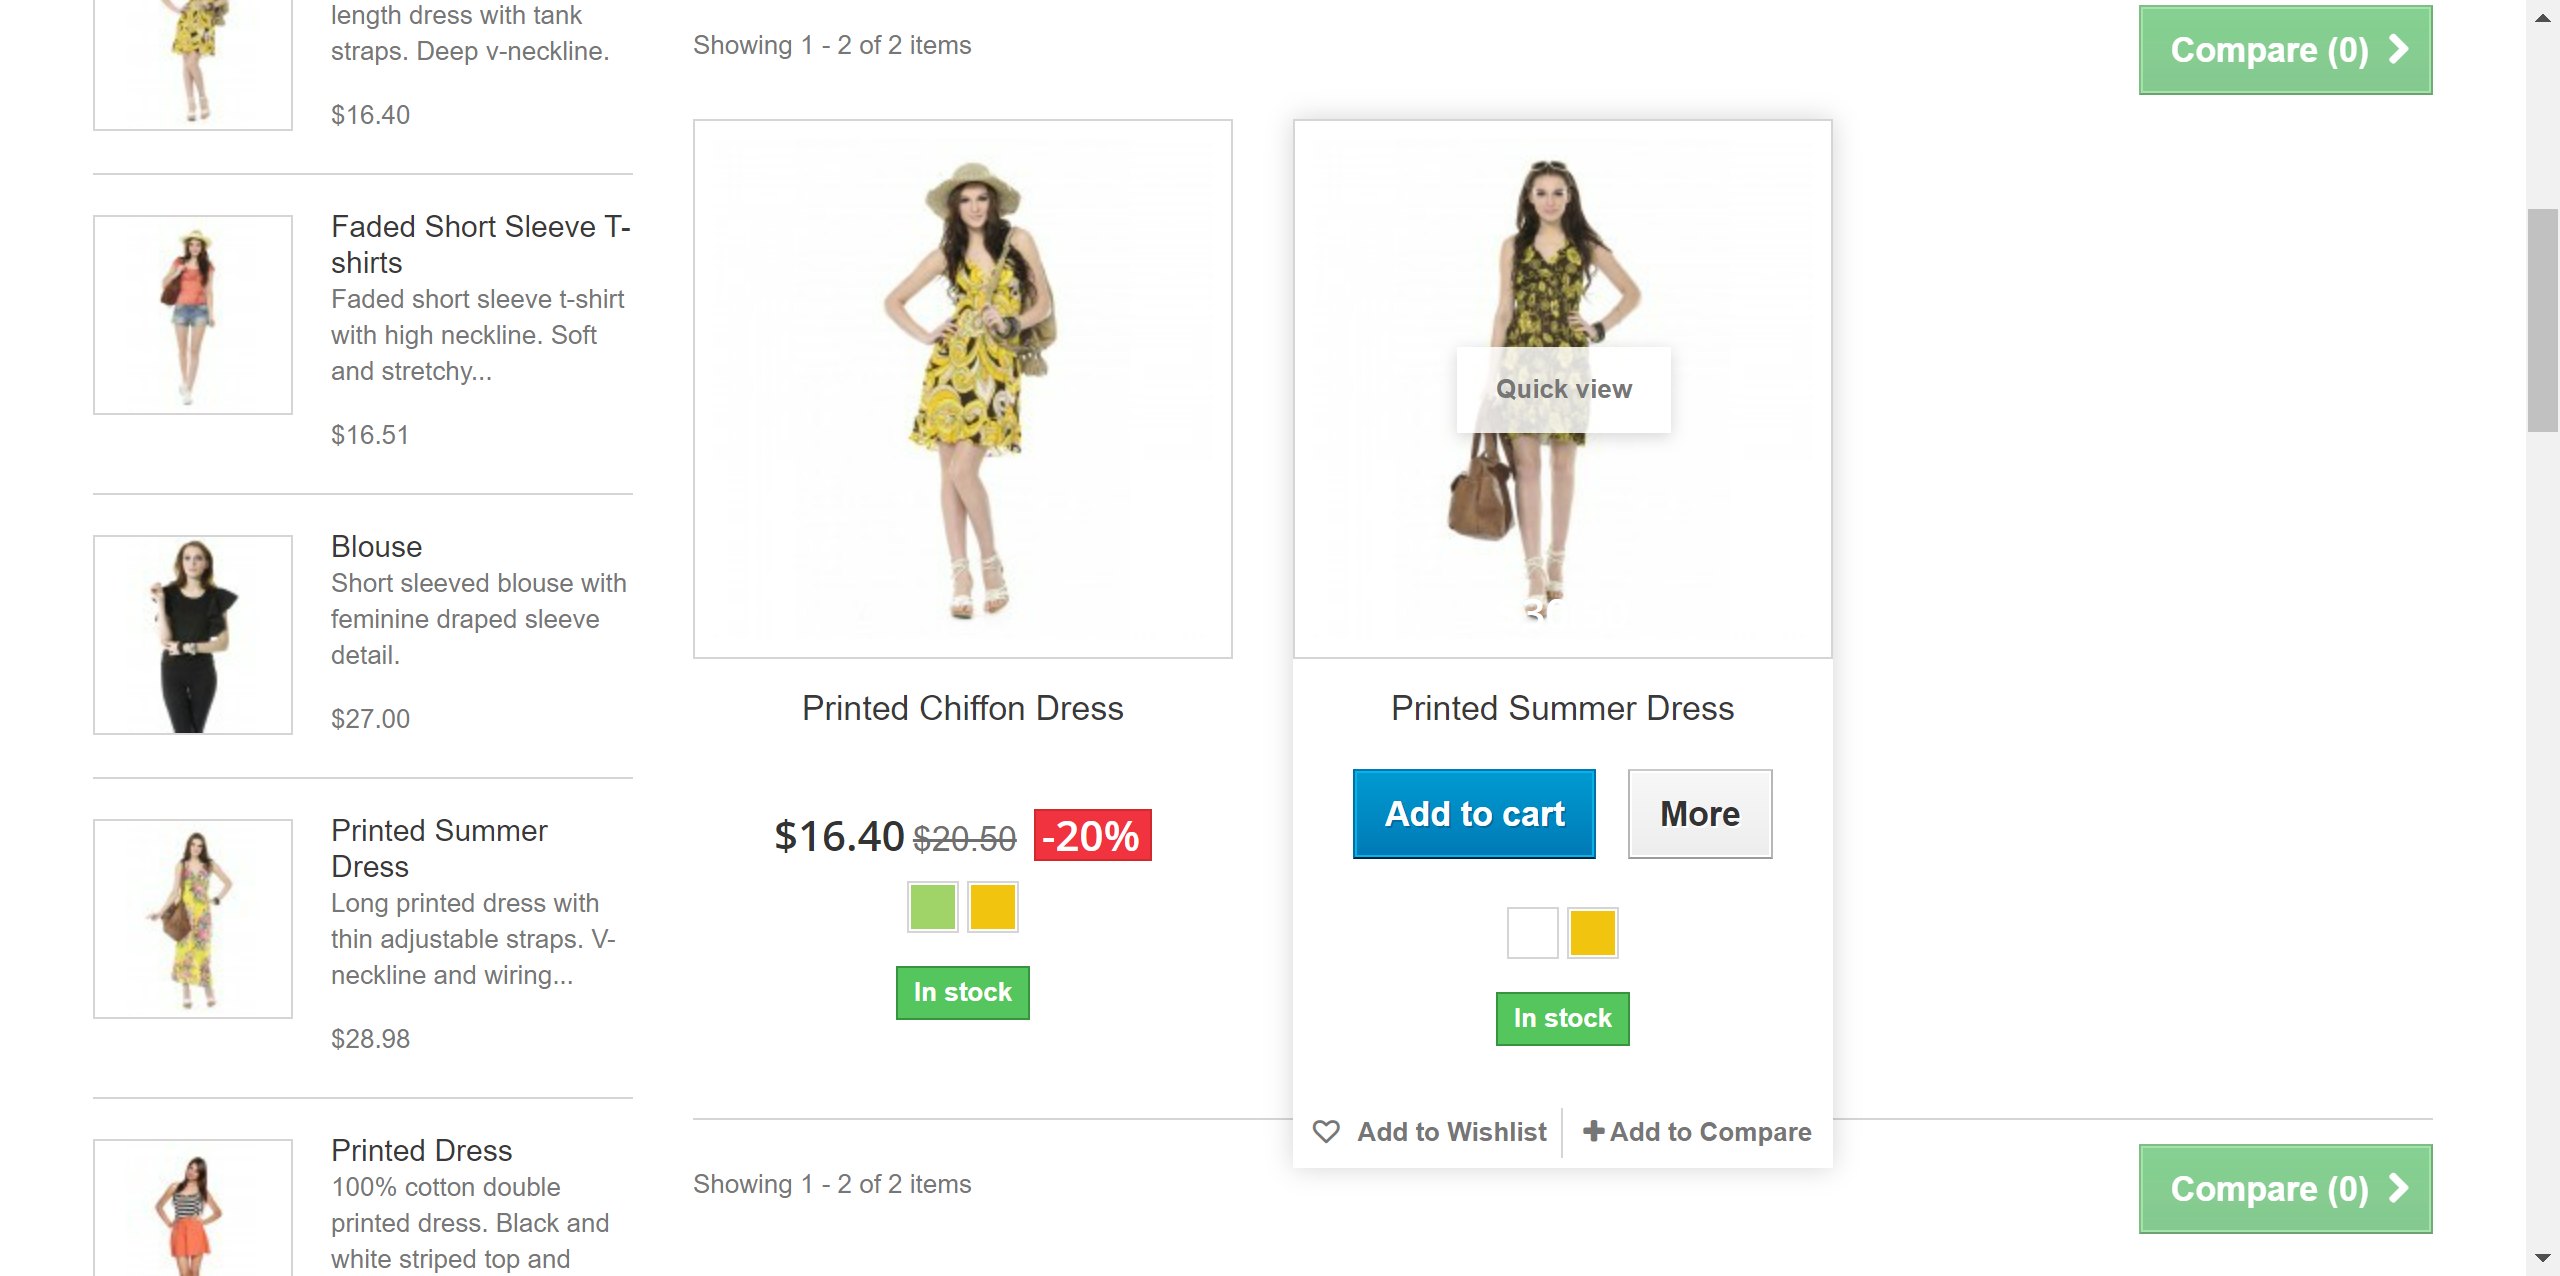 length dress with tank
straps. Deep v-neckline.
$16.40
Faded Short Sleeve T-
shirts
Faded short sleeve t-shirt
with high neckline. Soft
and stretchy...
$16.51
Blouse
Short sleeved blouse with
feminine draped sleeve
detail.
$27.00
Printed Summer
Dress
Long printed dress with
thin adjustable straps. V-
neckline and wiring...
$28.98
Printed Dress
100% cotton double
printed dress. Black and
white striped top and
Showing 1 - 2 of 2 items
Compare (0)
Printed Chiffon Dress
$16.40 $20.50 -20%
In stock
Quick view
Printed Summer Dress
Add to cart
More
In stock
Add to Wishlist
Add to Compare
Showing 1 - 2 of 2 items
Compare (0)